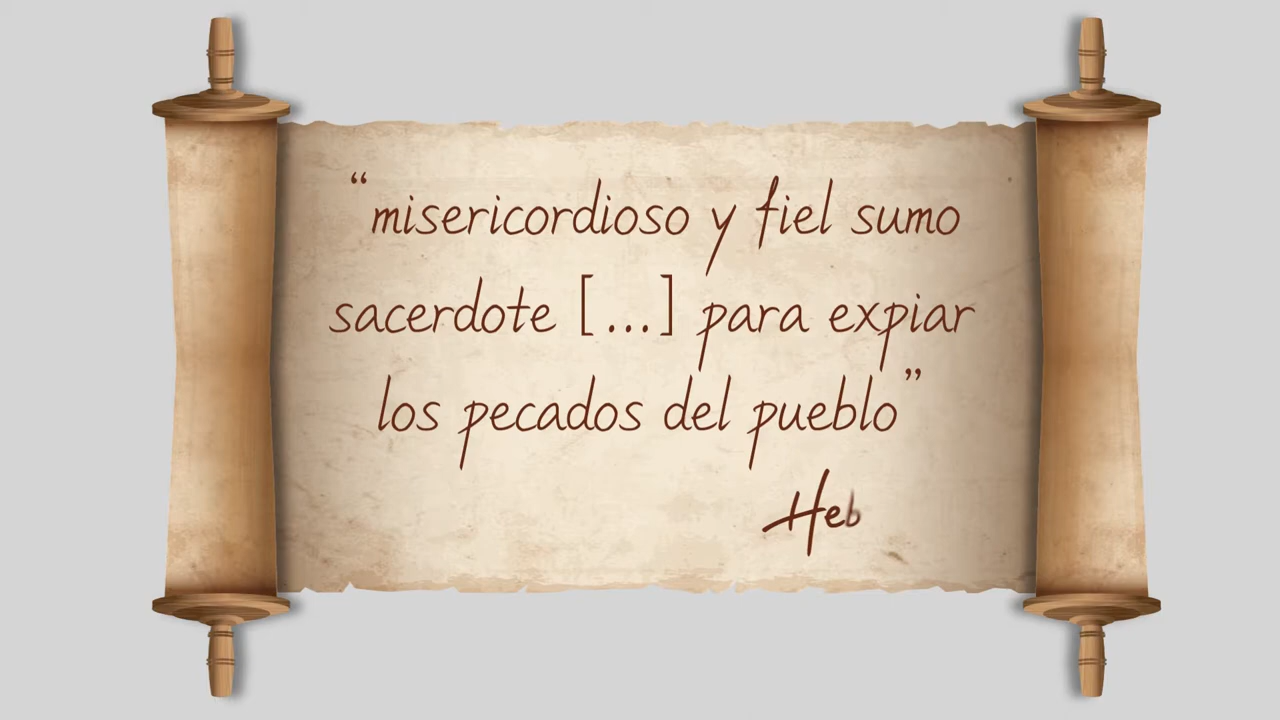 “misericordioso y fiel sumo
sacerdote [...] para expiar
los pecados del pueblo”
Heb